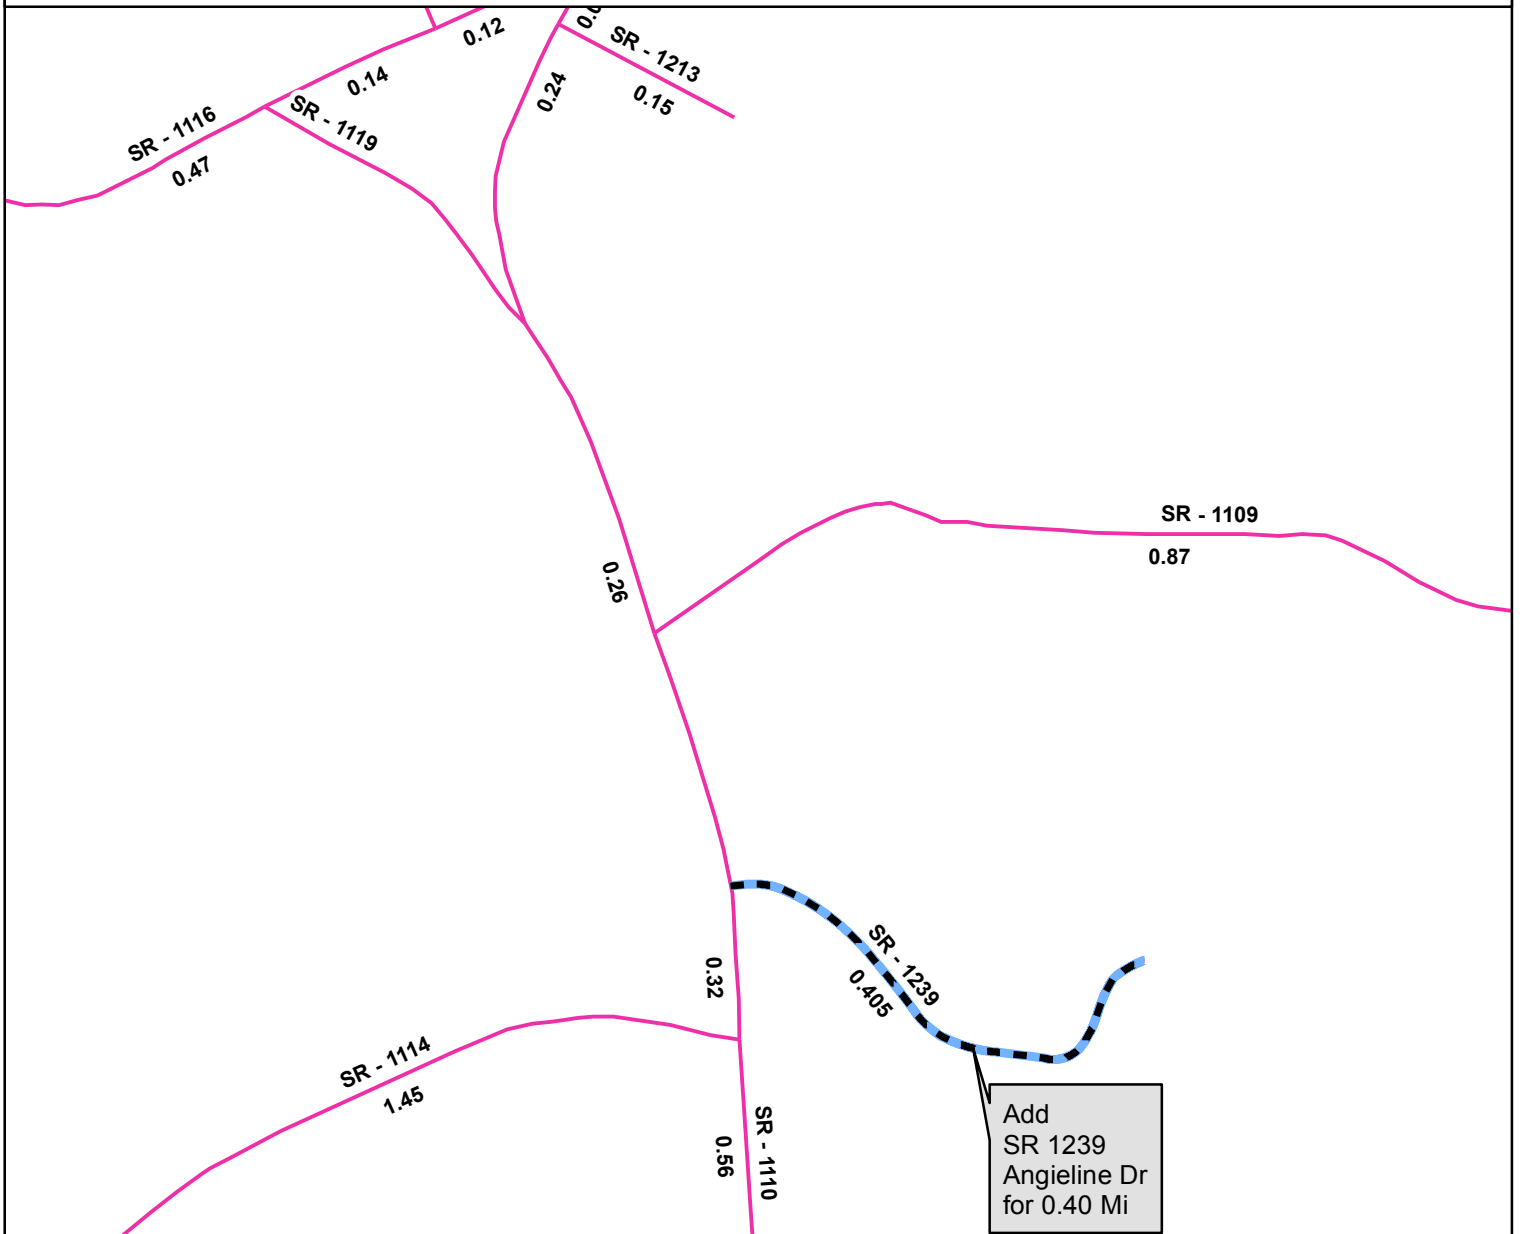 0.12
SR - 1213
0.14
0.24
0.15
SR - 1116
SR - 1119
0.47
SR - 1109
0.87
0.26
SR - 1239
0.405
0.32
SR - 1114
1.45
SR - 1110
0.56
Add
SR 1239
Angieline Dr
for 0.40 Mi